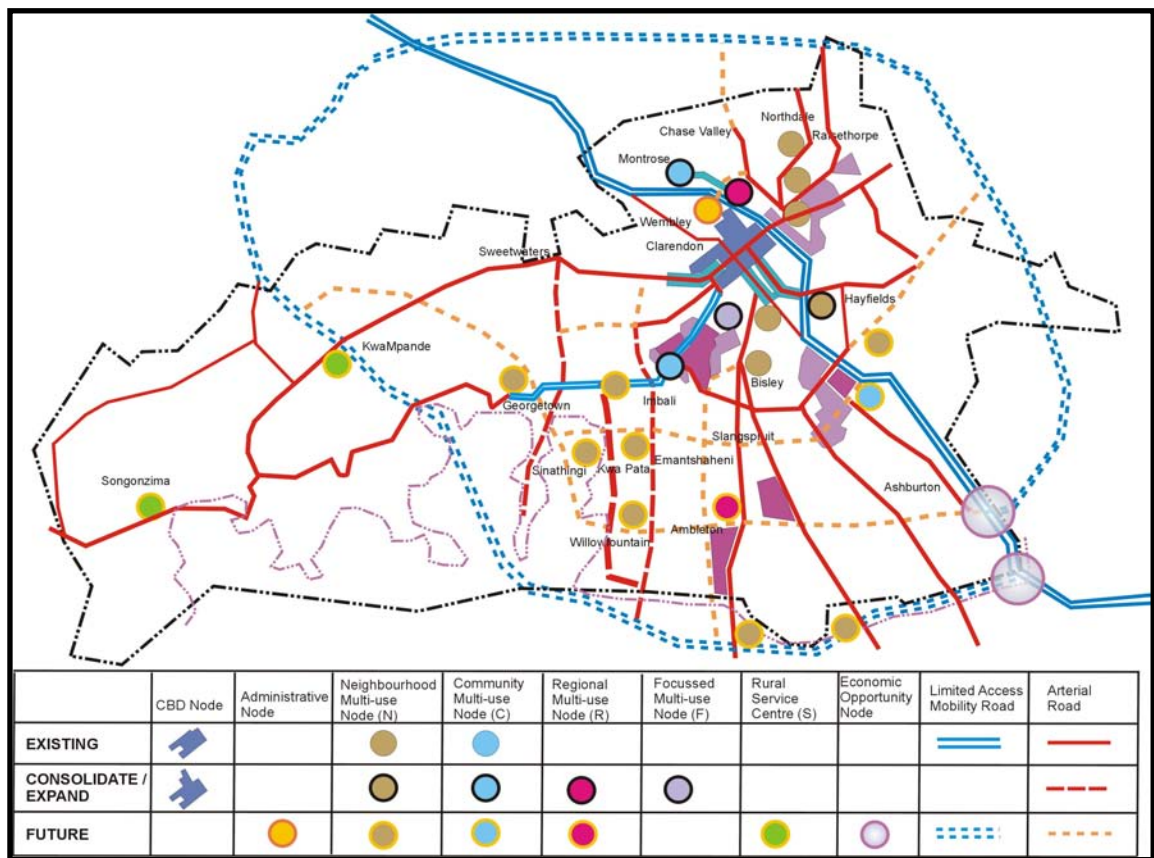 Northdale
Chase Valley
Raisethorpe
Montrose
Wembley
Clarendon
Sweetwaters
Hayfields
KwaMpande
Bisley
Georgetown
Imbali
Slangspruit
Sinathingi
Kwa Pata
Emantshaheni
Songonzima
Ashburton
Ambleton
Willowfountain
CBD Node
Administrative
Node
Neighbourhood
Multi-use
Node (N)
Community
Multi-use
Node (C)
Regional
Multi-use
Node (R)
Focussed
Multi-use
Node (F)
Rural
Service
Centre (S)
Economic
Opportunity
Node
Limited Access
Mobility Road
Arterial
Road
EXISTING
CONSOLIDATE /
EXPAND
FUTURE